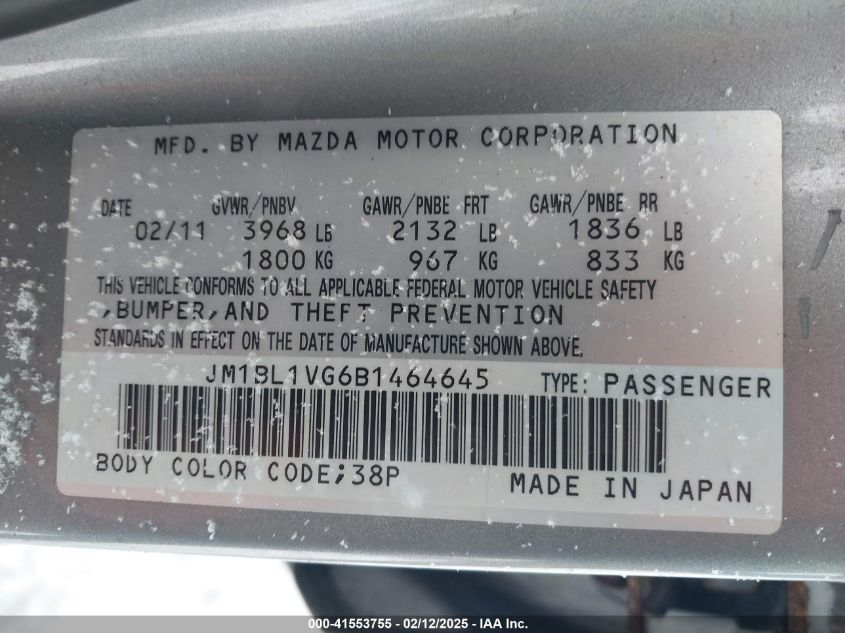 MFD. BY MAZDA MOTOR CORPORATION
DATE GVWR/PNBV GAWR/PNBE FRT GAWR/PNBE RR
02/11 3968 LB 2132 LB 1836 LB
1800 KG 967 KG 833 KG
THIS VEHICLE CONFORMS TO ALL APPLICABLE FEDERAL MOTOR VEHICLE SAFETY
,BUMPER,AND THEFT PREVENTION
STANDARDS IN EFFECT ON THE DATE OF MANUFACTURE SHOWN ABOVE.
JM1BL1VG6B1464645 TYPE: PASSENGER
BODY COLOR CODE;38P MADE IN JAPAN
000-41553755 - 02/12/2025 - IAA Inc.